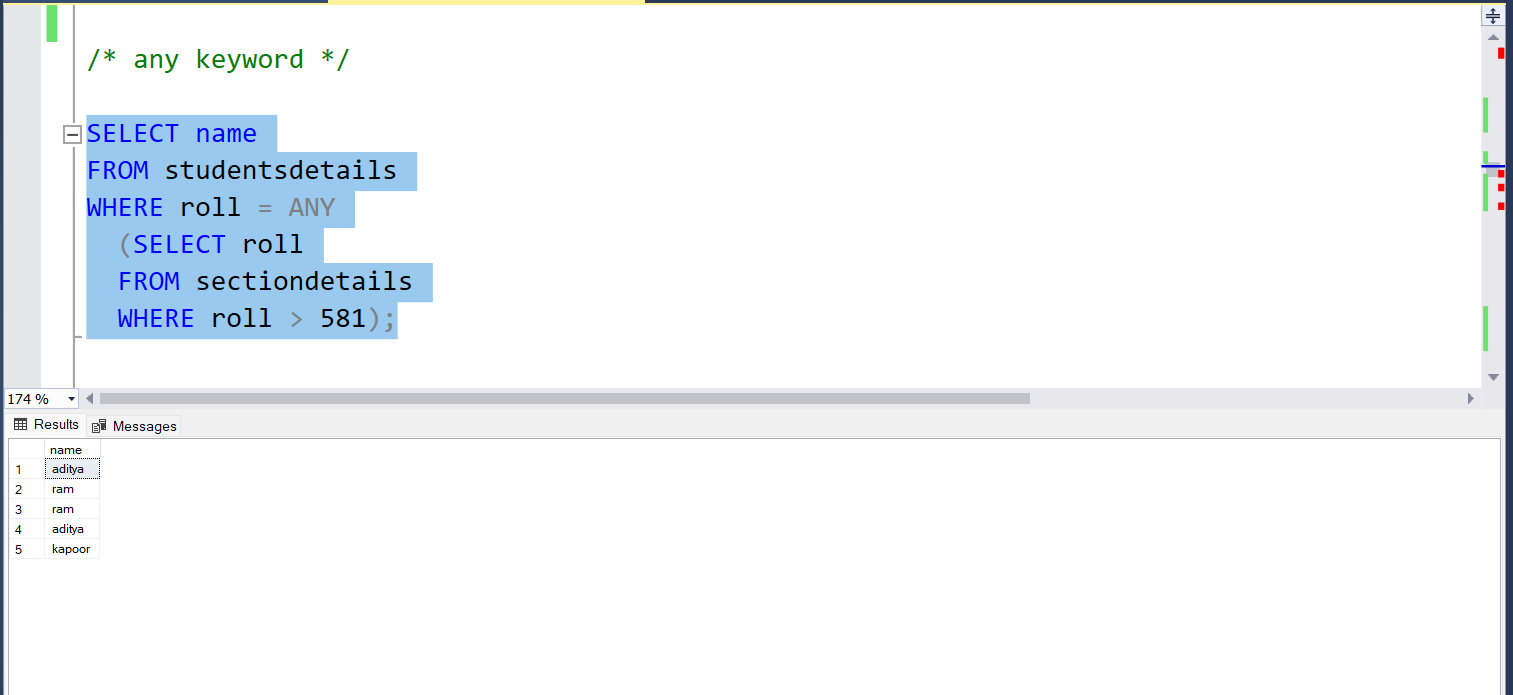 /* any keyword */
SELECT name
FROM studentsdetails
WHERE roll = ANY
(SELECT roll
FROM sectiondetails
WHERE roll > 581);
174 %
Results Messages
name
1 aditya
2 ram
3 ram
4 aditya
5 kapoor